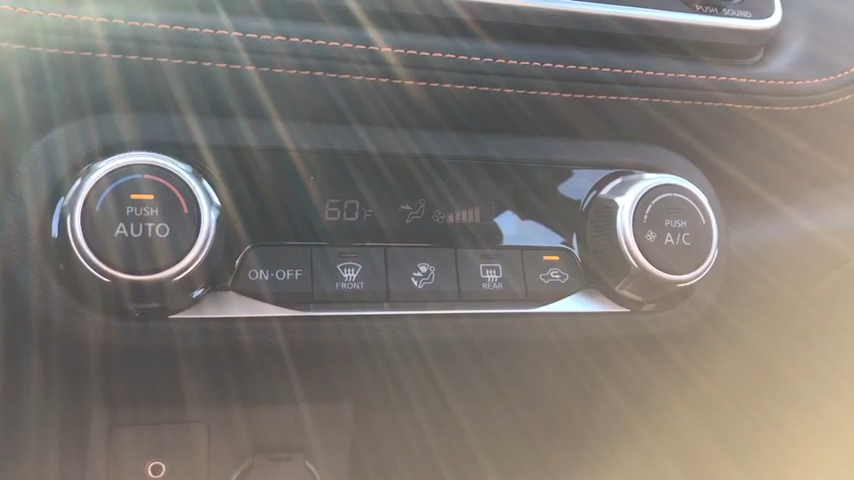 PUSH SOUND
PUSH
AUTO
60°F
PUSH
A/C
ON·OFF
FRONT
REAR